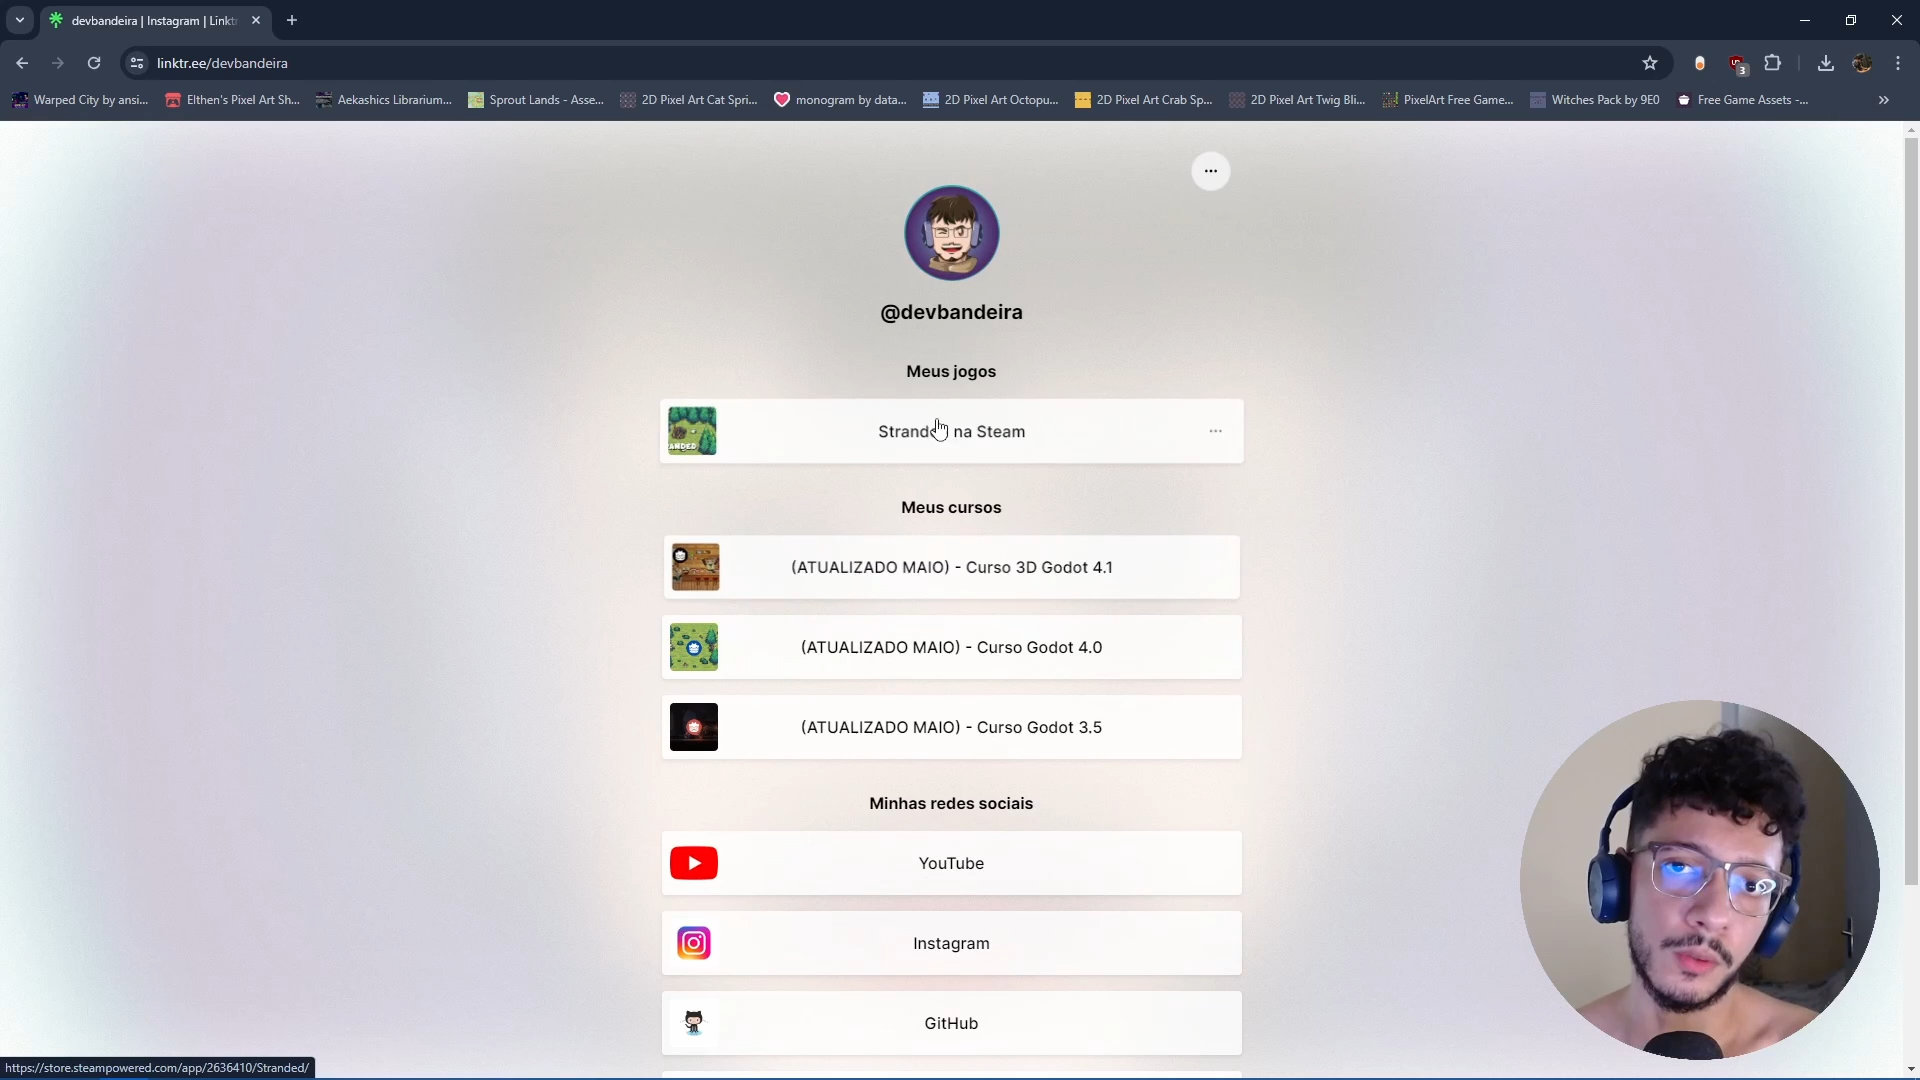 devbandeira | Instagram | Linktr
linktr.ee/devbandeira
3
Warped City by ansi...
Elthen's Pixel Art Sh...
Aekashics Librarium...
Sprout Lands - Asse...
2D Pixel Art Cat Spri...
monogram by data...
2D Pixel Art Octopu...
2D Pixel Art Crab Sp...
2D Pixel Art Twig Bli...
PixelArt Free Game...
Witches Pack by 9E0
Free Game Assets -...
@devbandeira
Meus jogos
na Steam
Meus cursos
(ATUALIZADO MAIO) - Curso 3D Godot 4.1
(ATUALIZADO MAIO) - Curso Godot 4.0
(ATUALIZADO MAIO) - Curso Godot 3.5
Minhas redes sociais
YouTube
Instagram
GitHub
https://store.steampowered.com/app/2636410/Stranded/